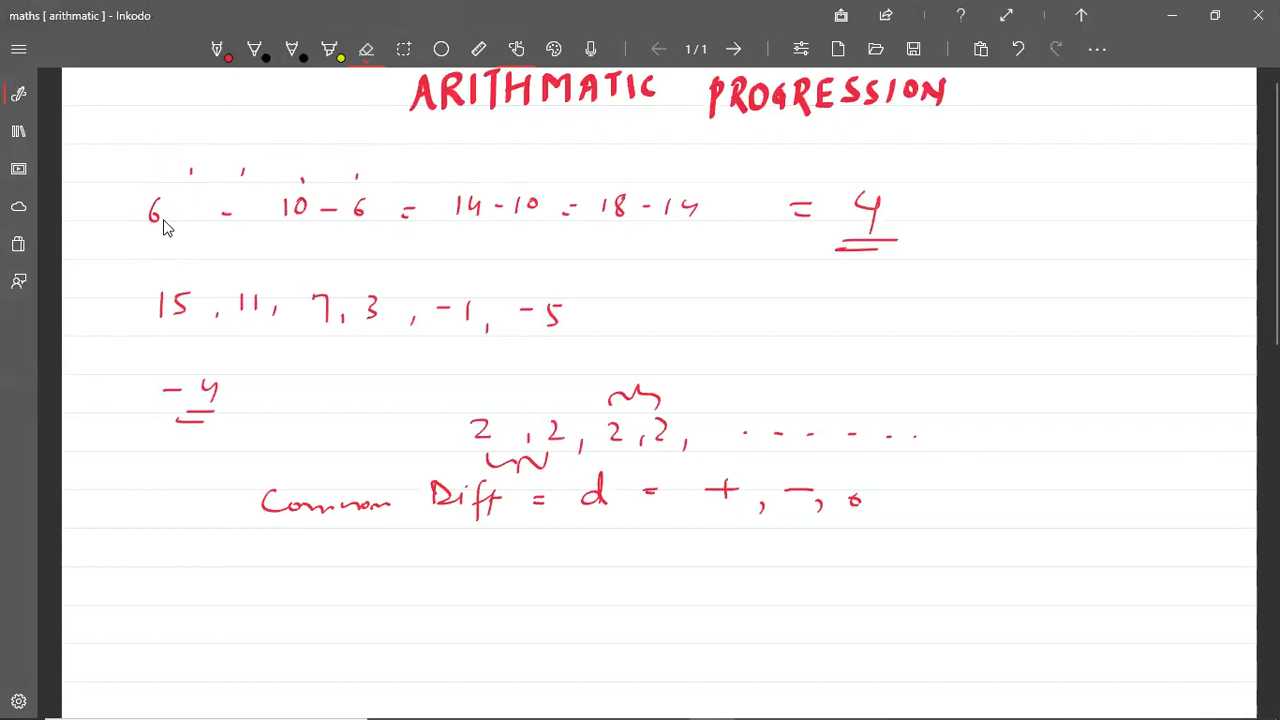 maths [ arithmatic ] - Inkodo
1/1
ARITHMATIC PROGRESSION
6 - 10 - 6 = 14 - 10 = 18 - 14 = 4
15 , 11 , 7 , 3 , - 1 , - 5
- 4
2 , 2 , 2 , 2 , . - - - . .
Common Diff = d = + , - , 0